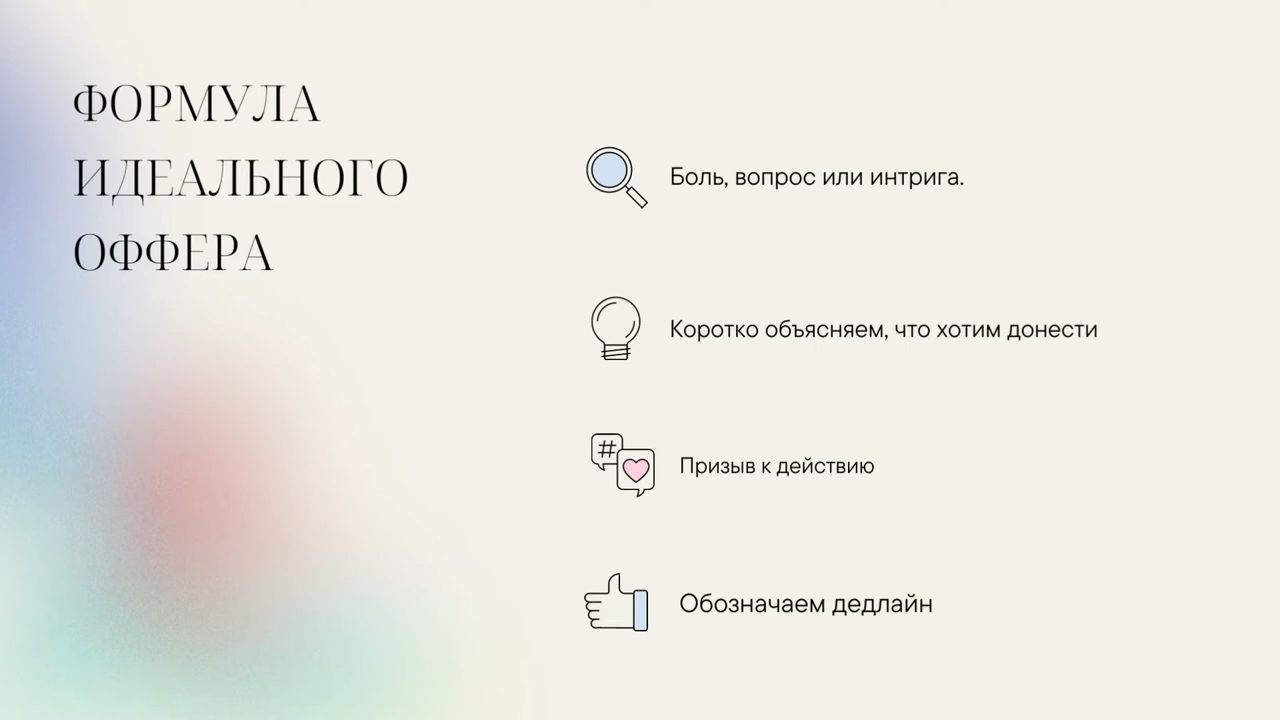 ФОРМУЛА
ИДЕАЛЬНОГО
ОФФЕРА
Боль, вопрос или интрига.
Коротко объясняем, что хотим донести
#
Призыв к действию
Обозначаем дедлайн